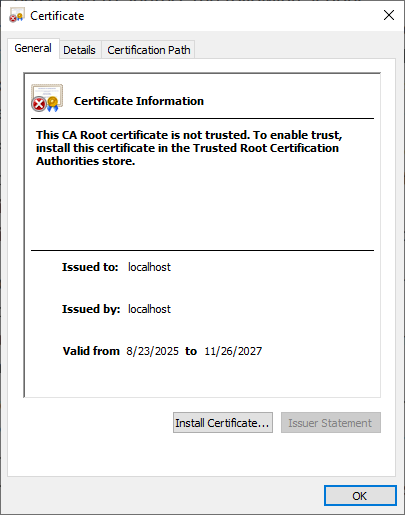 Certificate
General
Details
Certification Path
Certificate Information
This CA Root certificate is not trusted. To enable trust,
install this certificate in the Trusted Root Certification
Authorities store.
Issued to: localhost
Issued by: localhost
Valid from 8/23/2025 to 11/26/2027
Install Certificate...
Issuer Statement
OK